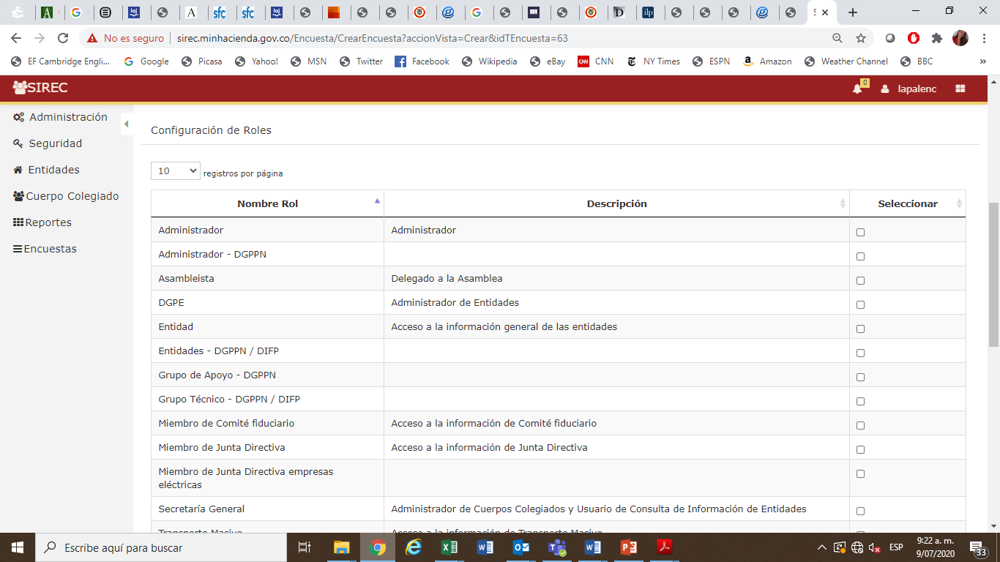 No es seguro | sirec.minhacienda.gov.co/Encuesta/CrearEncuesta?accionVista=Crear&idTEncuesta=63
EF Cambridge Engli... Google Picasa Yahoo! MSN Twitter Facebook Wikipedia eBay CNN NY Times ESPN Amazon Weather Channel BBC »
SIREC 0 lapalenc
Administración
Seguridad
Entidades
Cuerpo Colegiado
Reportes
Encuestas
Configuración de Roles
10 registros por página
Nombre Rol Descripción Seleccionar
Administrador Administrador
Administrador - DGPPN
Asambleista Delegado a la Asamblea
DGPE Administrador de Entidades
Entidad Acceso a la información general de las entidades
Entidades - DGPPN / DIFP
Grupo de Apoyo - DGPPN
Grupo Técnico - DGPPN / DIFP
Miembro de Comité fiduciario Acceso a la información de Comité fiduciario
Miembro de Junta Directiva Acceso a la información de Junta Directiva
Miembro de Junta Directiva empresas
eléctricas
Secretaría General Administrador de Cuerpos Colegiados y Usuario de Consulta de Información de Entidades
Transporte Masivo Acceso a la información de Transporte Masivo
Escribe aquí para buscar
ESP
9:22 a. m.
9/07/2020
33